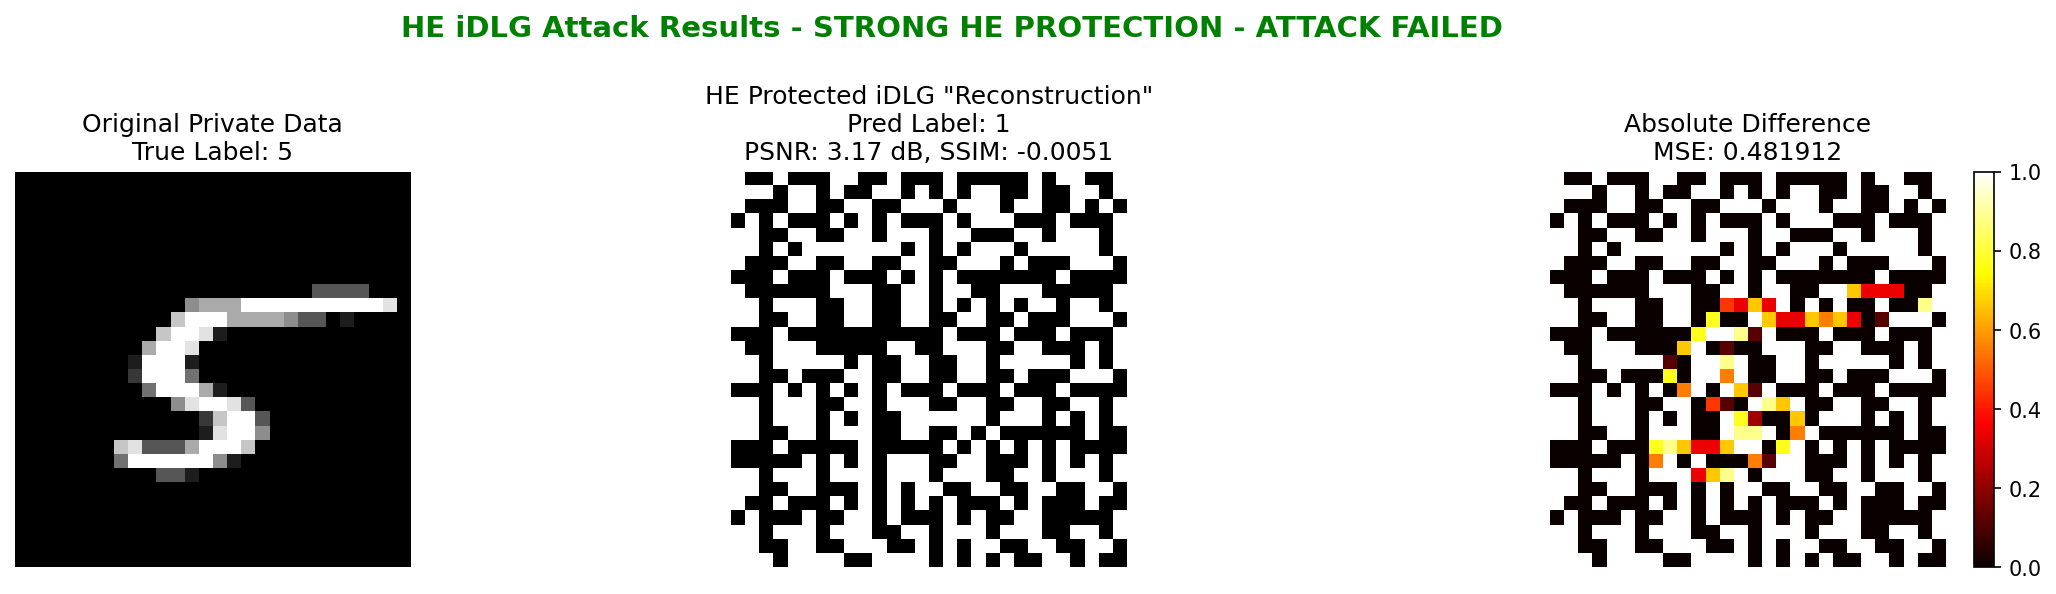 HE iDLG Attack Results - STRONG HE PROTECTION - ATTACK FAILED
Original Private Data
True Label: 5
HE Protected iDLG "Reconstruction"
Pred Label: 1
PSNR: 3.17 dB, SSIM: -0.0051
Absolute Difference
MSE: 0.481912
1.0
0.8
0.6
0.4
0.2
0.0